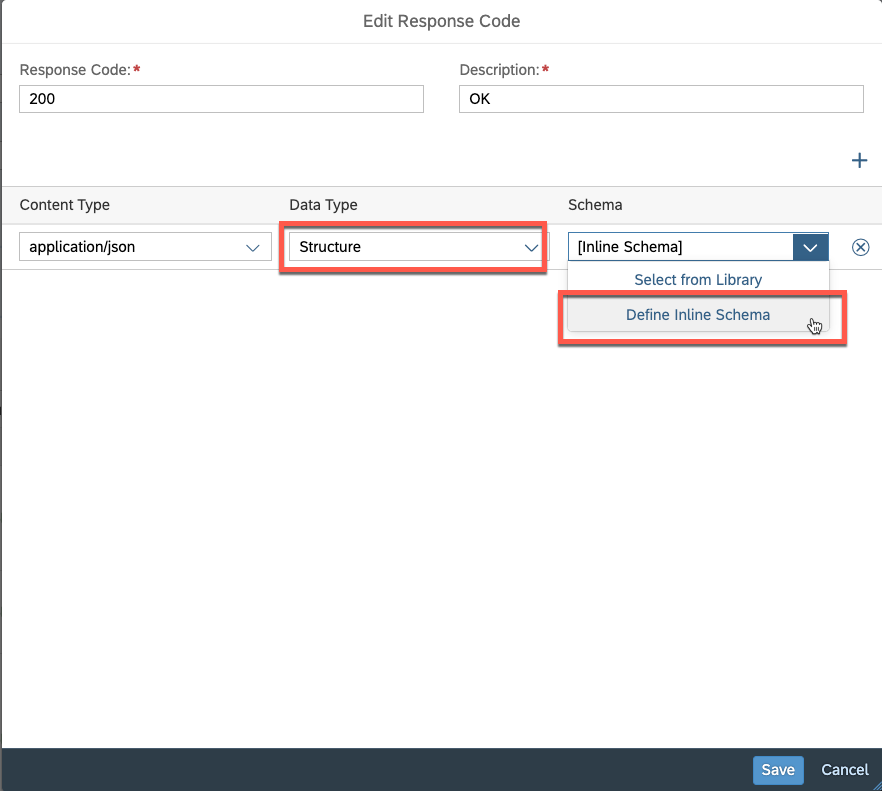 Edit Response Code
Response Code:*
Description:*
200
OK
Content Type
Data Type
Schema
application/json
Structure
[Inline Schema]
Select from Library
Define Inline Schema
Save
Cancel